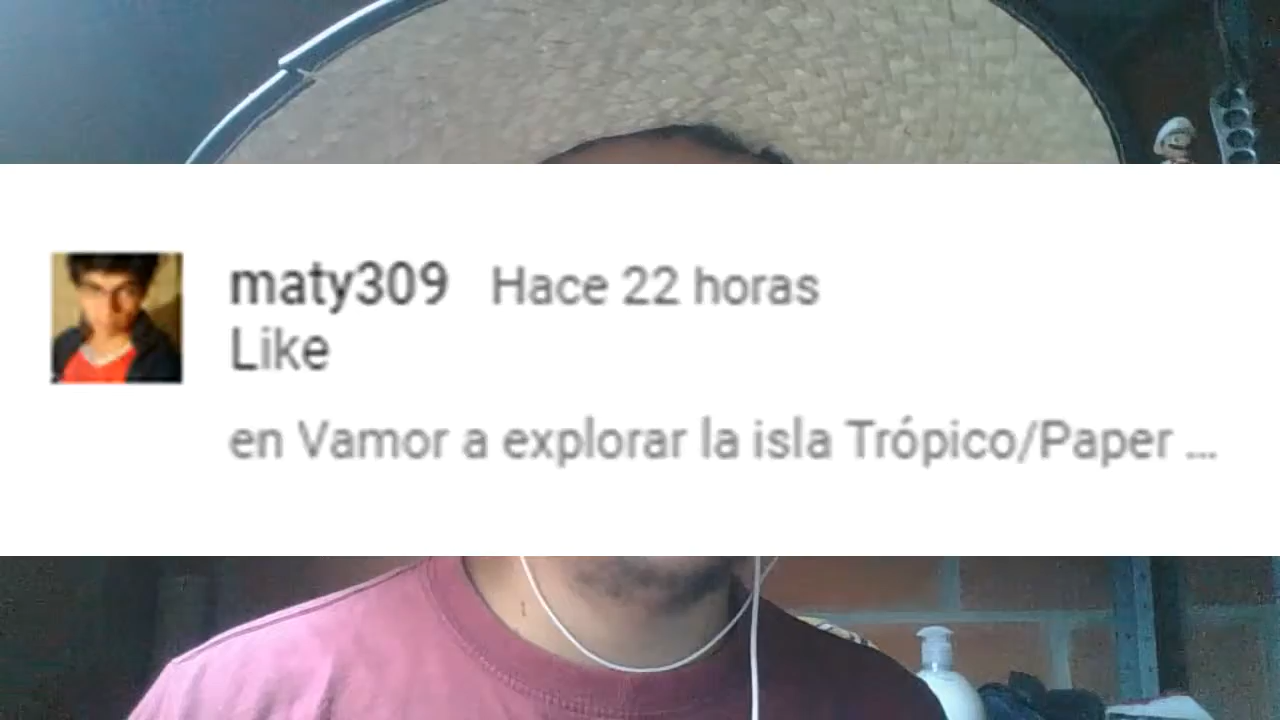 maty309 Hace 22 horas
Like
en Vamor a explorar la isla Trópico/Paper ...